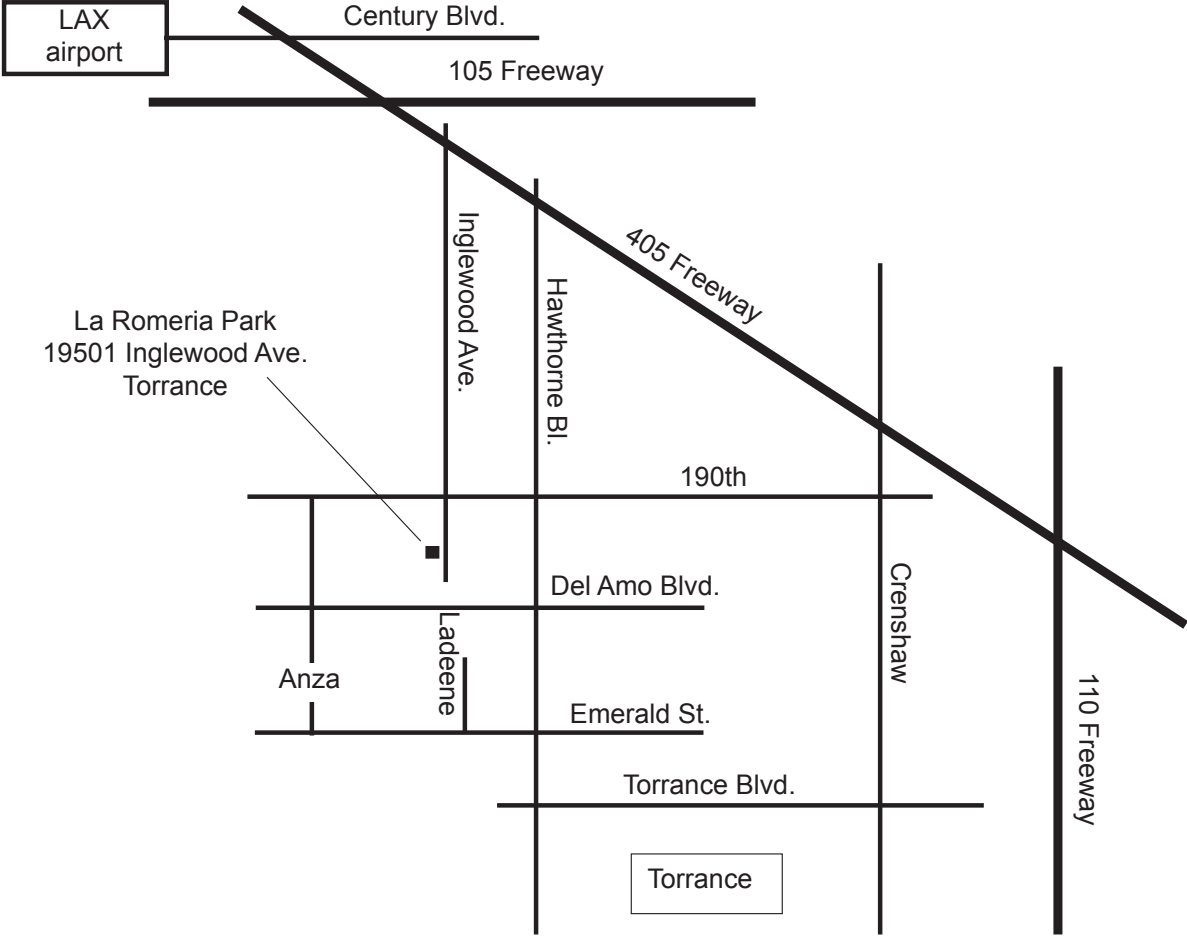 LAX
airport
Century Blvd.
105 Freeway
405 Freeway
Inglewood Ave.
Hawthorne Bl.
La Romeria Park
19501 Inglewood Ave.
Torrance
190th
Del Amo Blvd.
Crenshaw
Ladeene
Anza
110 Freeway
Emerald St.
Torrance Blvd.
Torrance